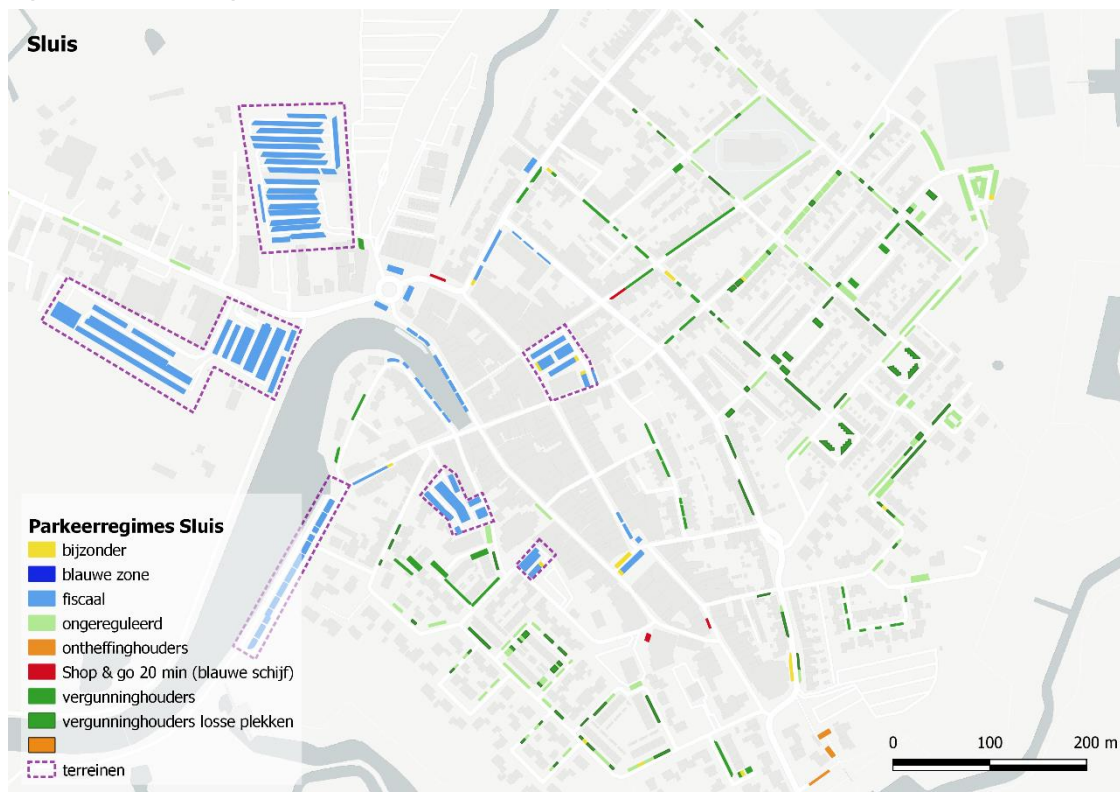 Sluis
Parkeerregimes Sluis
bijzonder
blauwe zone
fiscaal
ongereguleerd
ontheffinghouders
Shop & go 20 min (blauwe schijf)
vergunninghouders
vergunninghouders losse plekken
terreinen
0 100 200 m